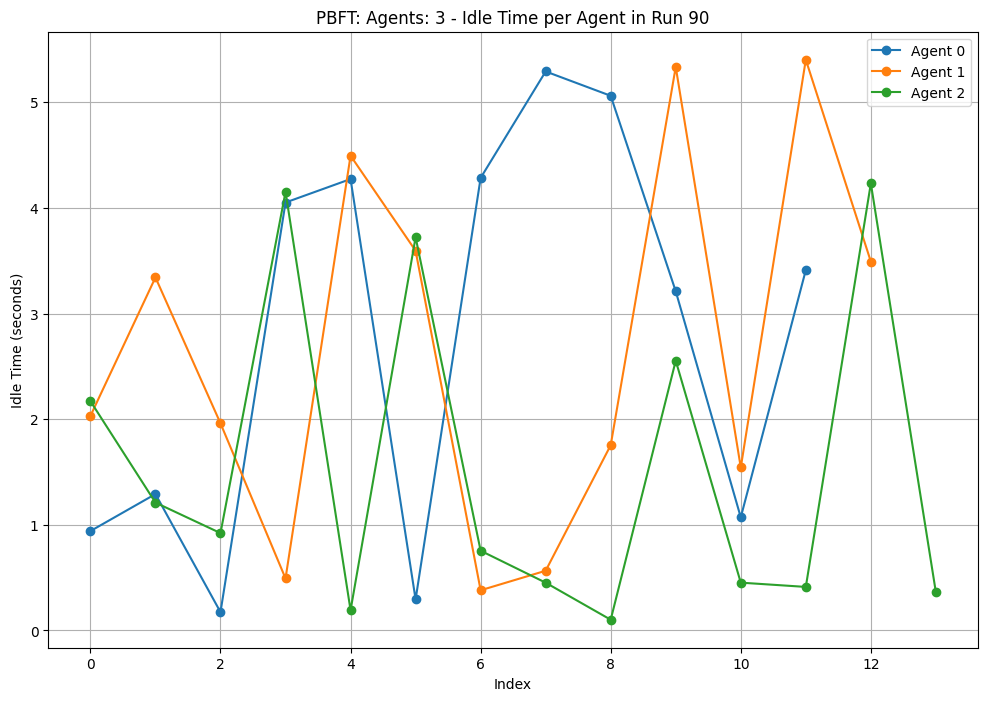 PBFT: Agents: 3 - Idle Time per Agent in Run 90
Agent 0
Agent 1
Agent 2
Idle Time (seconds)
5
4
3
2
1
0
0 2 4 6 8 10 12
Index